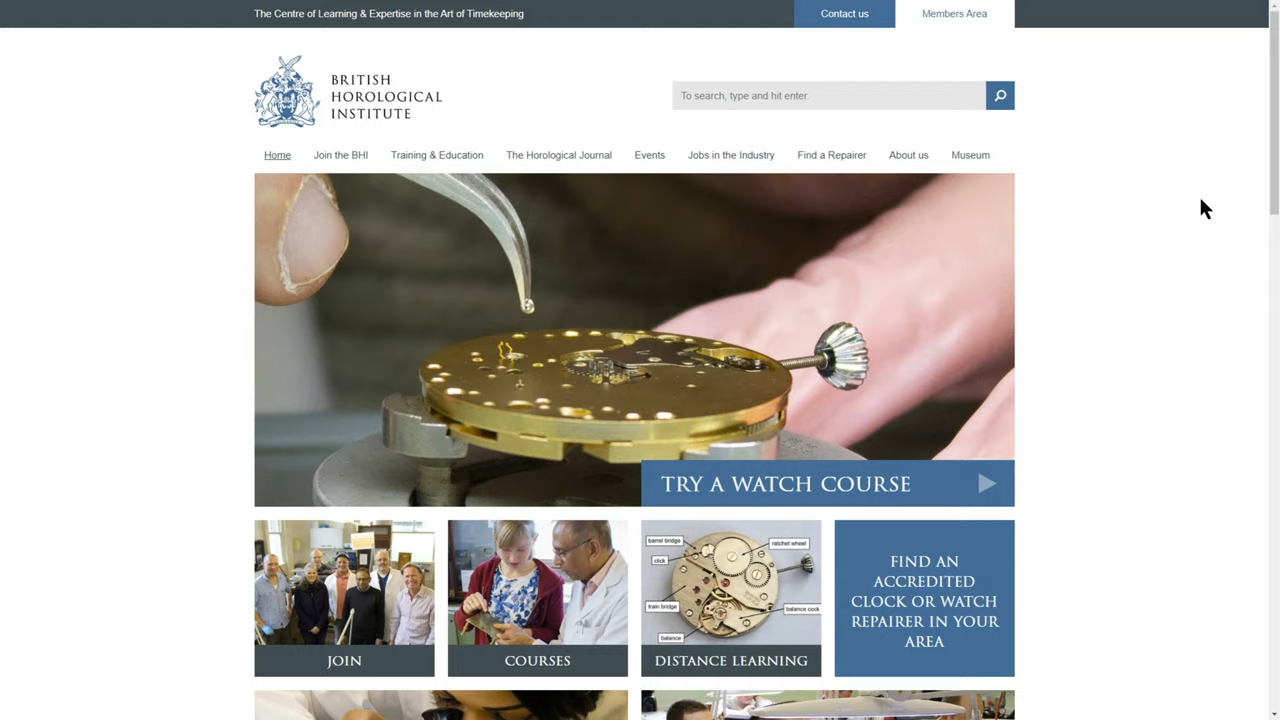 The Centre of Learning & Expertise in the Art of Timekeeping
Contact us
Members Area
BRITISH
HOROLOGICAL
INSTITUTE
To search, type and hit enter.
Home
Join the BHI
Training & Education
The Horological Journal
Events
Jobs in the Industry
Find a Repairer
About us
Museum
TRY A WATCH COURSE
JOIN
COURSES
barrel bridge
ratchet wheel
click
train bridge
balance cock
balance
DISTANCE LEARNING
FIND AN
ACCREDITED
CLOCK OR WATCH
REPAIRER IN YOUR
AREA